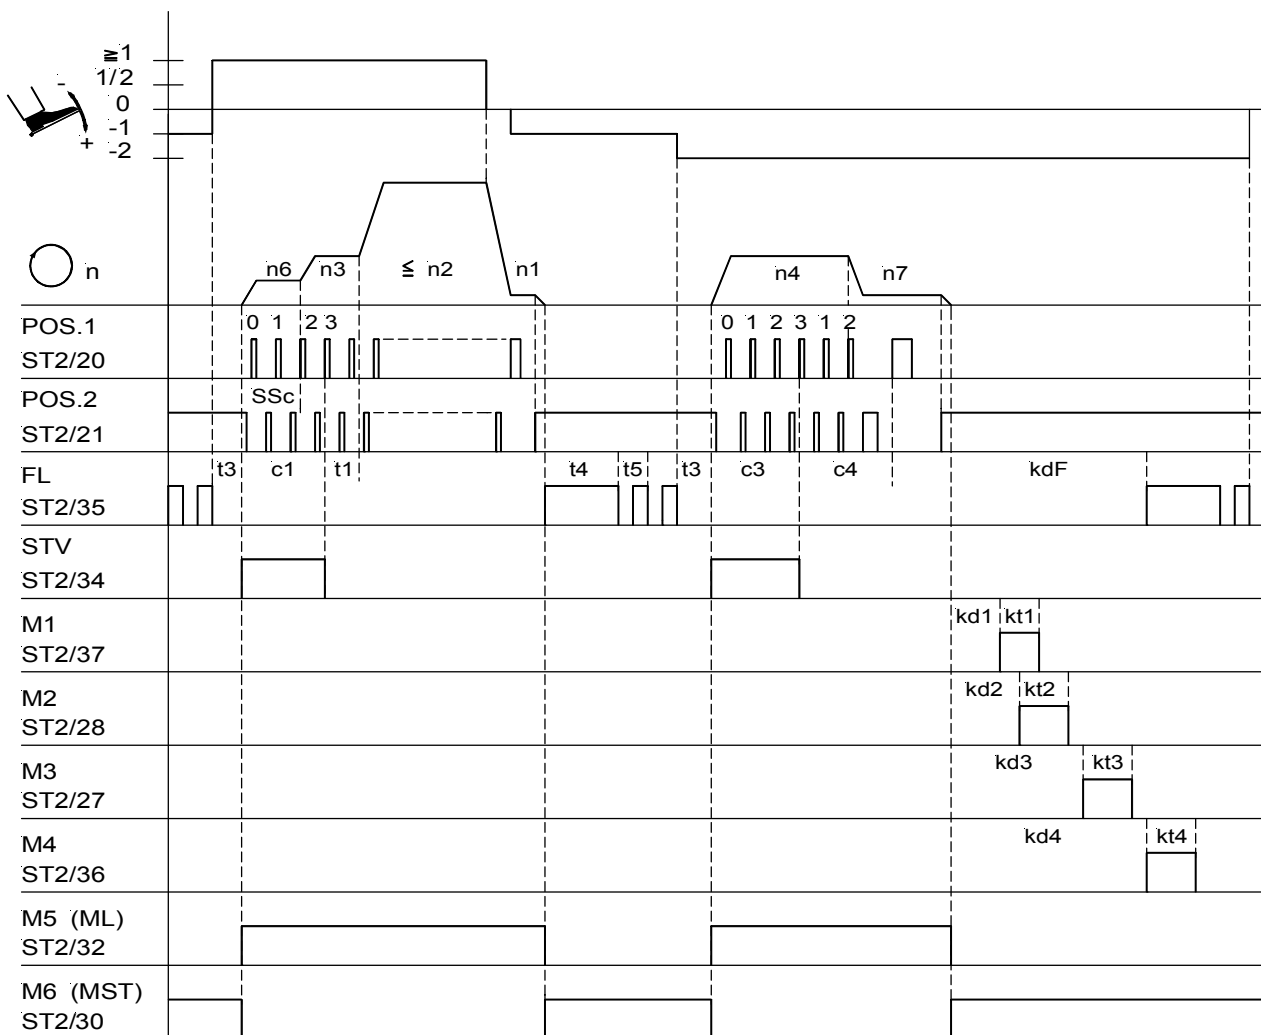 ≧1
1/2
0
-1
-2
-
+
n
n6 n3 ≦ n2 n1 n4 n7
POS.1
ST2/20
0 1 2 3 0 1 2 3 1 2
POS.2
ST2/21
SSc
FL
ST2/35
t3 c1 t1 t4 t5 t3 c3 c4 kdF
STV
ST2/34
M1
ST2/37
kd1 kt1
M2
ST2/28
kd2 kt2
M3
ST2/27
kd3 kt3
M4
ST2/36
kd4 kt4
M5 (ML)
ST2/32
M6 (MST)
ST2/30